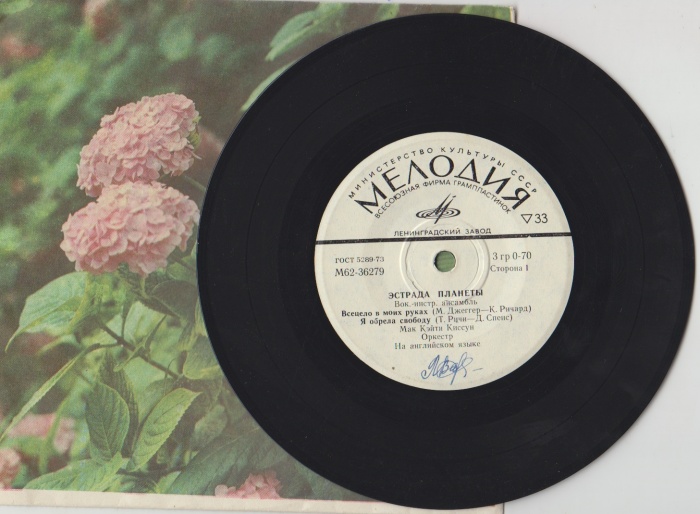 МИНИСТЕРСТВО КУЛЬТУРЫ СССР
МЕЛОДИЯ
ВСЕСОЮЗНАЯ ФИРМА ГРАМПЛАСТИНОК
▽33
ЛЕНИНГРАДСКИЙ ЗАВОД
ГОСТ 5289-73
3 гр 0-70
М62-36279
Сторона 1
ЭСТРАДА ПЛАНЕТЫ
Вок.-инстр. ансамбль
Всецело в моих руках (М. Джеггер—К. Ричард)
Я обрела свободу (Т. Ричи—Д. Спенс)
Мак Кэйти Киссун
Оркестр
На английском языке